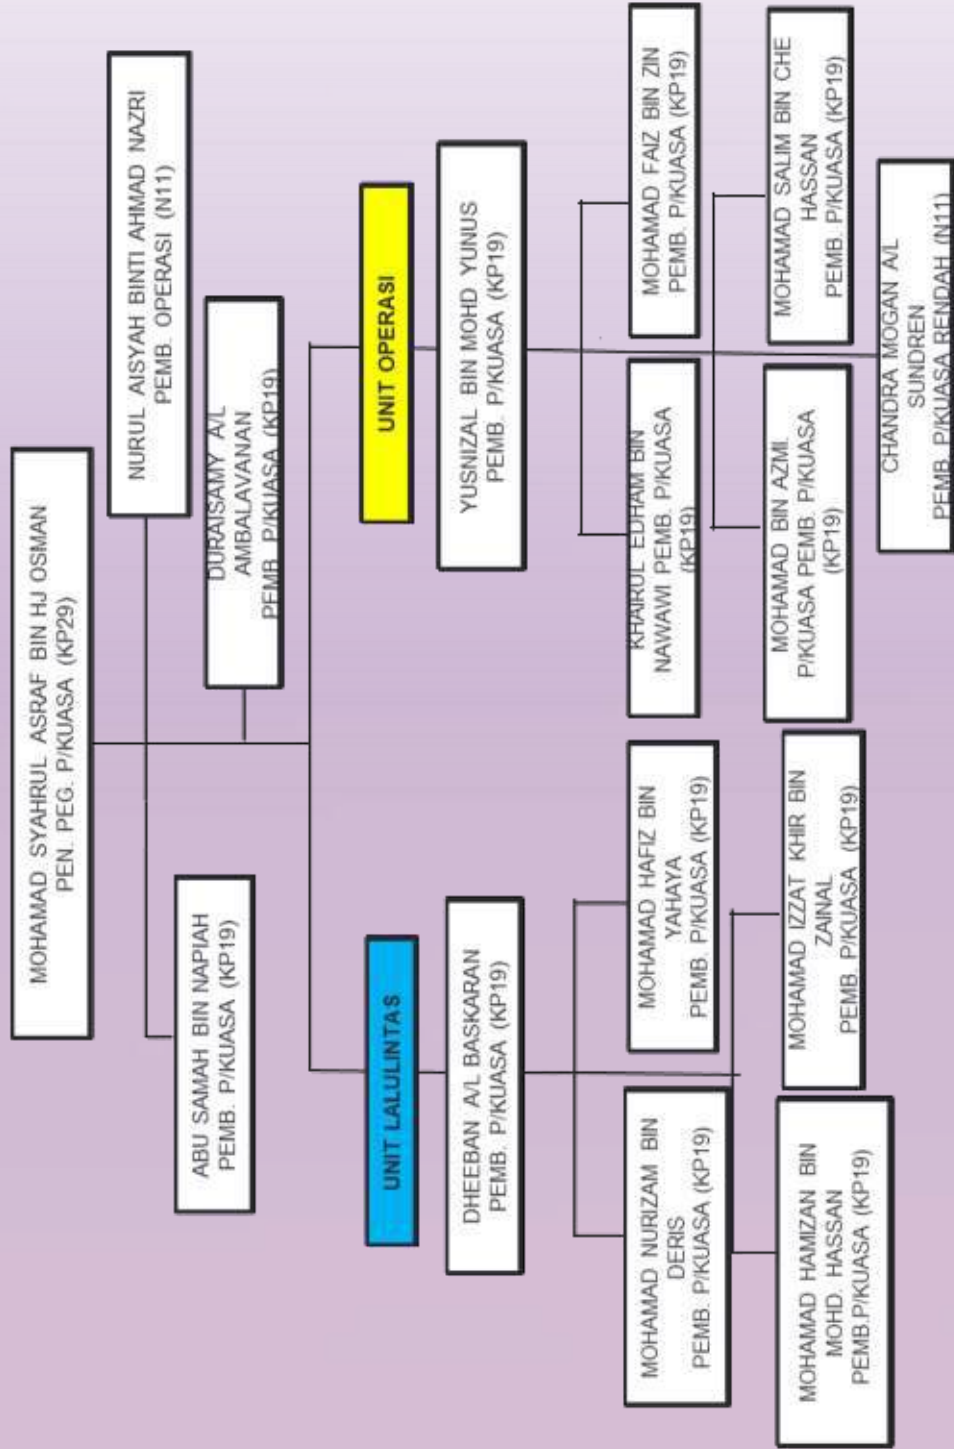 MOHAMAD SYAHRUL ASRAF BIN HJ OSMAN
PEN. PEG. P/KUASA (KP29)
ABU SAMAH BIN NAPIAH
PEMB. P/KUASA (KP19)
NURUL AISYAH BINTI AHMAD NAZRI
PEMB. OPERASI (N11)
DURAISAMY A/L
AMBALAVANAN
PEMB P/KUASA (KP19)
UNIT LALULINTAS
UNIT OPERASI
DHEEBAN A/L BASKARAN
PEMB. P/KUASA (KP19)
YUSNIZAL BIN MOHD YUNUS
PEMB. P/KUASA (KP19)
MOHAMAD NURIZAM BIN
DERIS
PEMB. P/KUASA (KP19)
MOHAMAD HAFIZ BIN
YAHAYA
PEMB. P/KUASA (KP19)
KHAIRUL EDHAM BIN
NAWAWI PEMB. P/KUASA
(KP19)
MOHAMAD FAIZ BIN ZIN
PEMB. P/KUASA (KP19)
MOHAMAD HAMIZAN BIN
MOHD. HASSAN
PEMB.P/KUASA (KP19)
MOHAMAD IZZAT KHIR BIN
ZAINAL
PEMB. P/KUASA (KP19)
MOHAMAD BIN AZMI.
P/KUASA PEMB. P/KUASA
(KP19)
MOHAMAD SALIM BIN CHE
HASSAN
PEMB. P/KUASA (KP19)
CHANDRA MOGAN A/L
SUNDREN
PEMB. P/KUASA RENDAH (N11)